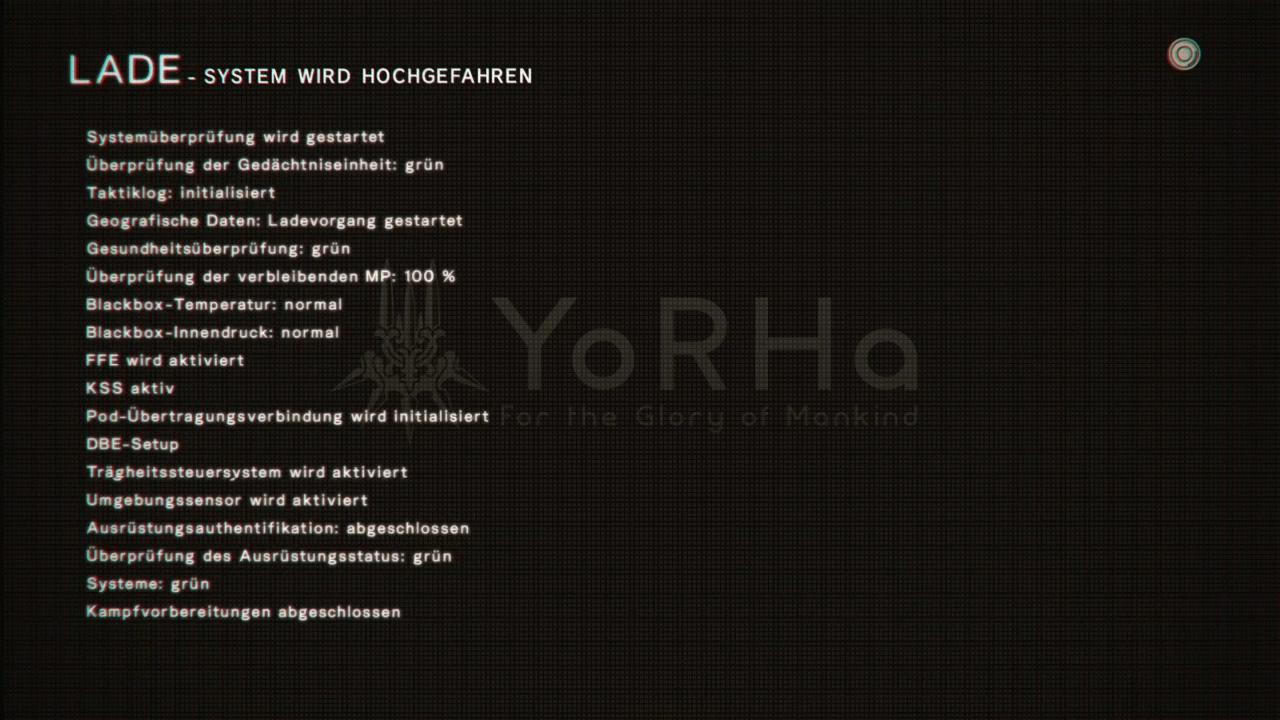 LADE - SYSTEM WIRD HOCHGEFAHREN
Systemüberprüfung wird gestartet
Überprüfung der Gedächtniseinheit: grün
Taktiklog: initialisiert
Geografische Daten: Ladevorgang gestartet
Gesundheitsüberprüfung: grün
Überprüfung der verbleibenden MP: 100 %
Blackbox-Temperatur: normal
Blackbox-Innendruck: normal
FFE wird aktiviert
KSS aktiv
Pod-Übertragungsverbindung wird initialisiert
DBE-Setup
Trägheitssteuersystem wird aktiviert
Umgebungssensor wird aktiviert
Ausrüstungsauthentifikation: abgeschlossen
Überprüfung des Ausrüstungsstatus: grün
Systeme: grün
Kampfvorbereitungen abgeschlossen
YoRHa
For the Glory of Mankind